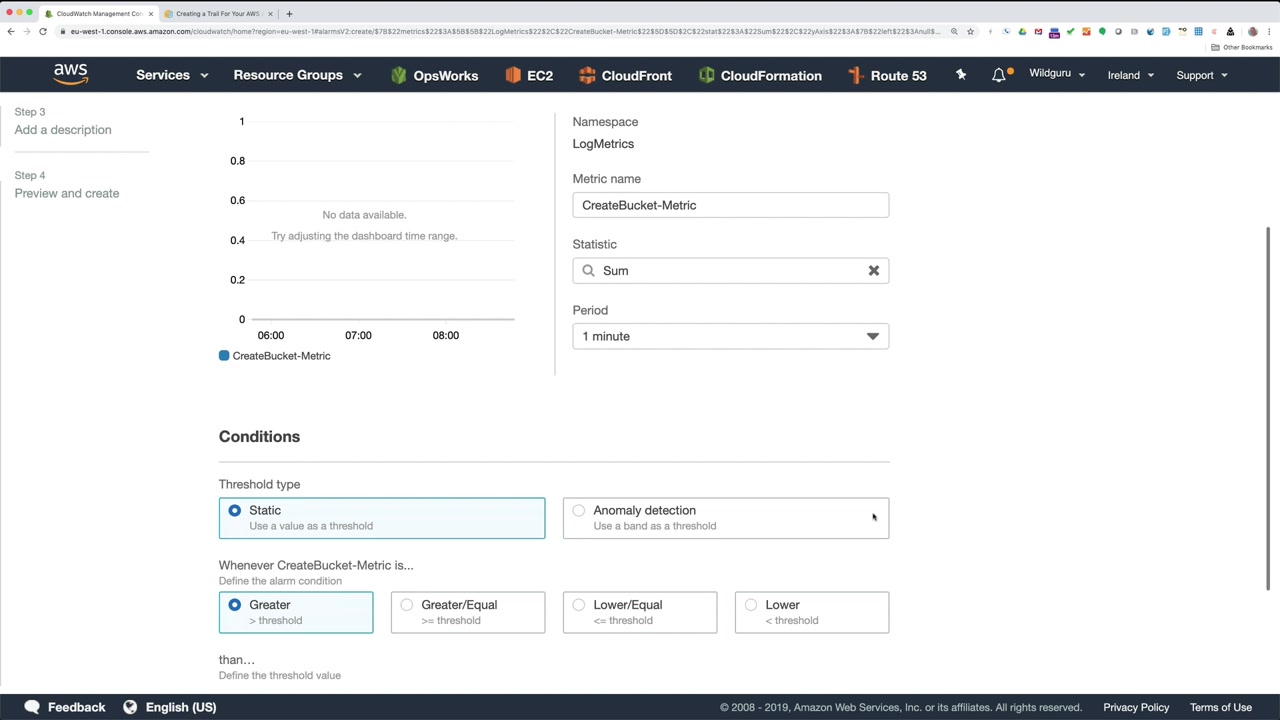 CloudWatch Management Con
Creating a Trail For Your AWS A
eu-west-1.console.aws.amazon.com/cloudwatch/home?region=eu-west-1#alarmsV2:create/$7B$22metrics$22$3A$5B$5B$22LogMetrics$22$2C$22CreateBucket-Metric$22$5D$5D$2C$22stat$22$3A$22Sum$22$2C$22yAxis$22$3A$7B$22left$22$3Anull$...
Other Bookmarks
aws
Services
Resource Groups
OpsWorks
EC2
CloudFront
CloudFormation
Route 53
Wildguru
Ireland
Support
Step 3
Add a description
Step 4
Preview and create
1
0.8
0.6
0.4
0.2
0
No data available.
Try adjusting the dashboard time range.
06:00
07:00
08:00
CreateBucket-Metric
Namespace
LogMetrics
Metric name
CreateBucket-Metric
Statistic
Sum
Period
1 minute
Conditions
Threshold type
Static
Use a value as a threshold
Anomaly detection
Use a band as a threshold
Whenever CreateBucket-Metric is...
Define the alarm condition
Greater
> threshold
Greater/Equal
>= threshold
Lower/Equal
<= threshold
Lower
< threshold
than…
Define the threshold value
Feedback
English (US)
© 2008 - 2019, Amazon Web Services, Inc. or its affiliates. All rights reserved.
Privacy Policy
Terms of Use